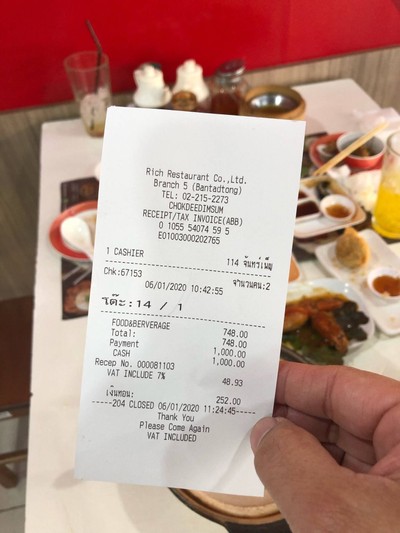 Rich Restaurant Co.,Ltd.
Branch 5 (Bantadtong)
TEL: 02-215-2273
CHOKDEEDIMSUM
RECEIPT/TAX INVOICE(ABB)
0 1055 54074 59 5
E01003000202765
1 CASHIER 114 จันทร์เพ็ญ
Chk:67153 จำนวนคน:2
06/01/2020 10:42:55
โต๊ะ:14 / 1
FOOD&BERVERAGE 748.00
Total: 748.00
Payment 1,000.00
CASH 1,000.00
Recep No. 000081103
VAT INCLUDE 7% 48.93
เงินทอน: 252.00
-----204 CLOSED 06/01/2020 11:24:45-----
Thank You
Please Come Again
VAT INCLUDED